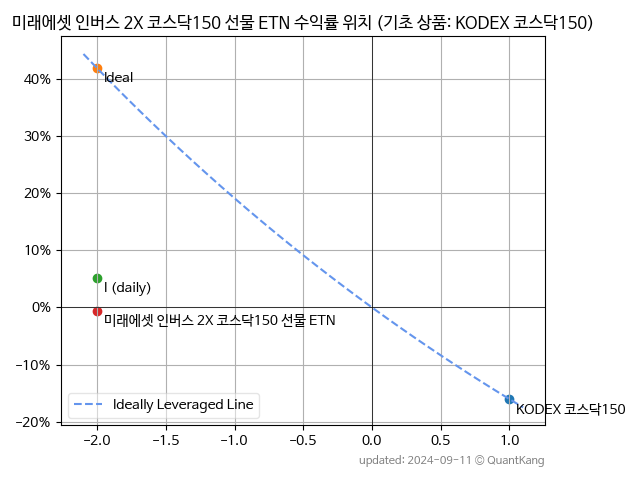 미래에셋 인버스 2X 코스닥150 선물 ETN 수익률 위치 (기초 상품: KODEX 코스닥150)
40%
30%
20%
10%
0%
−10%
−20%
Ideal
I (daily)
미래에셋 인버스 2X 코스닥150 선물 ETN
KODEX 코스닥150
Ideally Leveraged Line
−2.0 −1.5 −1.0 −0.5 0.0 0.5 1.0
updated: 2024-09-11 © QuantKang